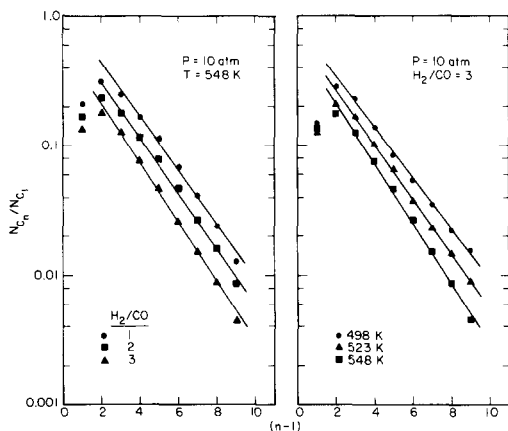 1.0
0.1
0.01
0.001
N_{C_n}/N_{C_1}
P = 10 atm
T = 548 K
H_2/CO
1
2
3
0 2 4 6 8 10
P = 10 atm
H_2/CO = 3
498 K
523 K
548 K
0 2 4 6 8 10
(n-1)